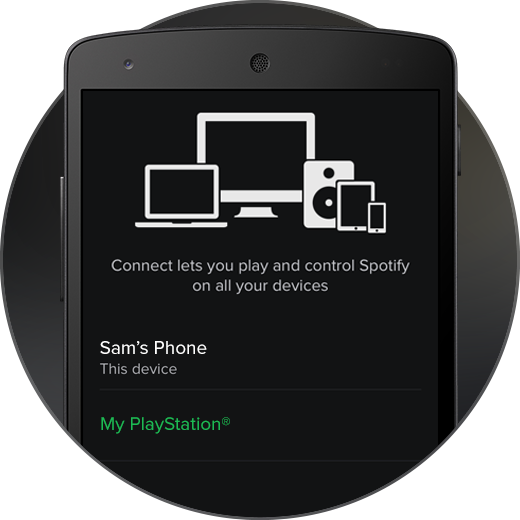 Connect lets you play and control Spotify
on all your devices
Sam's Phone
This device
My PlayStation®